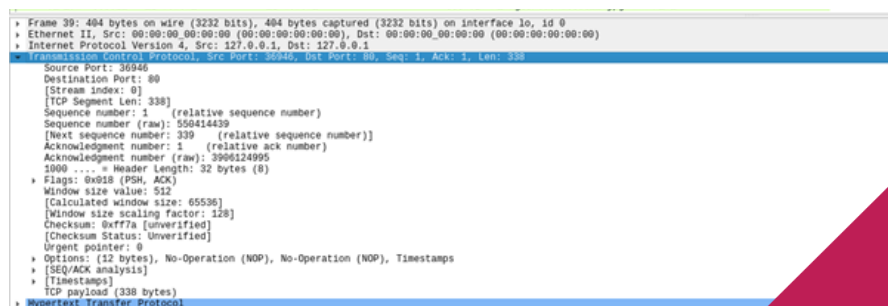 Frame 39: 404 bytes on wire (3232 bits), 404 bytes captured (3232 bits) on interface lo, id 0
Ethernet II, Src: 00:00:00_00:00:00 (00:00:00:00:00:00), Dst: 00:00:00_00:00:00 (00:00:00:00:00:00)
Internet Protocol Version 4, Src: 127.0.0.1, Dst: 127.0.0.1
Transmission Control Protocol, Src Port: 36946, Dst Port: 80, Seq: 1, Ack: 1, Len: 338
Source Port: 36946
Destination Port: 80
[Stream index: 0]
[TCP Segment Len: 338]
Sequence number: 1 (relative sequence number)
Sequence number (raw): 550414439
[Next sequence number: 339 (relative sequence number)]
Acknowledgment number: 1 (relative ack number)
Acknowledgment number (raw): 3906124995
1000 .... = Header Length: 32 bytes (8)
Flags: 0x018 (PSH, ACK)
Window size value: 512
[Calculated window size: 65536]
[Window size scaling factor: 128]
Checksum: 0xff7a [unverified]
[Checksum Status: Unverified]
Urgent pointer: 0
Options: (12 bytes), No-Operation (NOP), No-Operation (NOP), Timestamps
[SEQ/ACK analysis]
[Timestamps]
TCP payload (338 bytes)
Hypertext Transfer Protocol